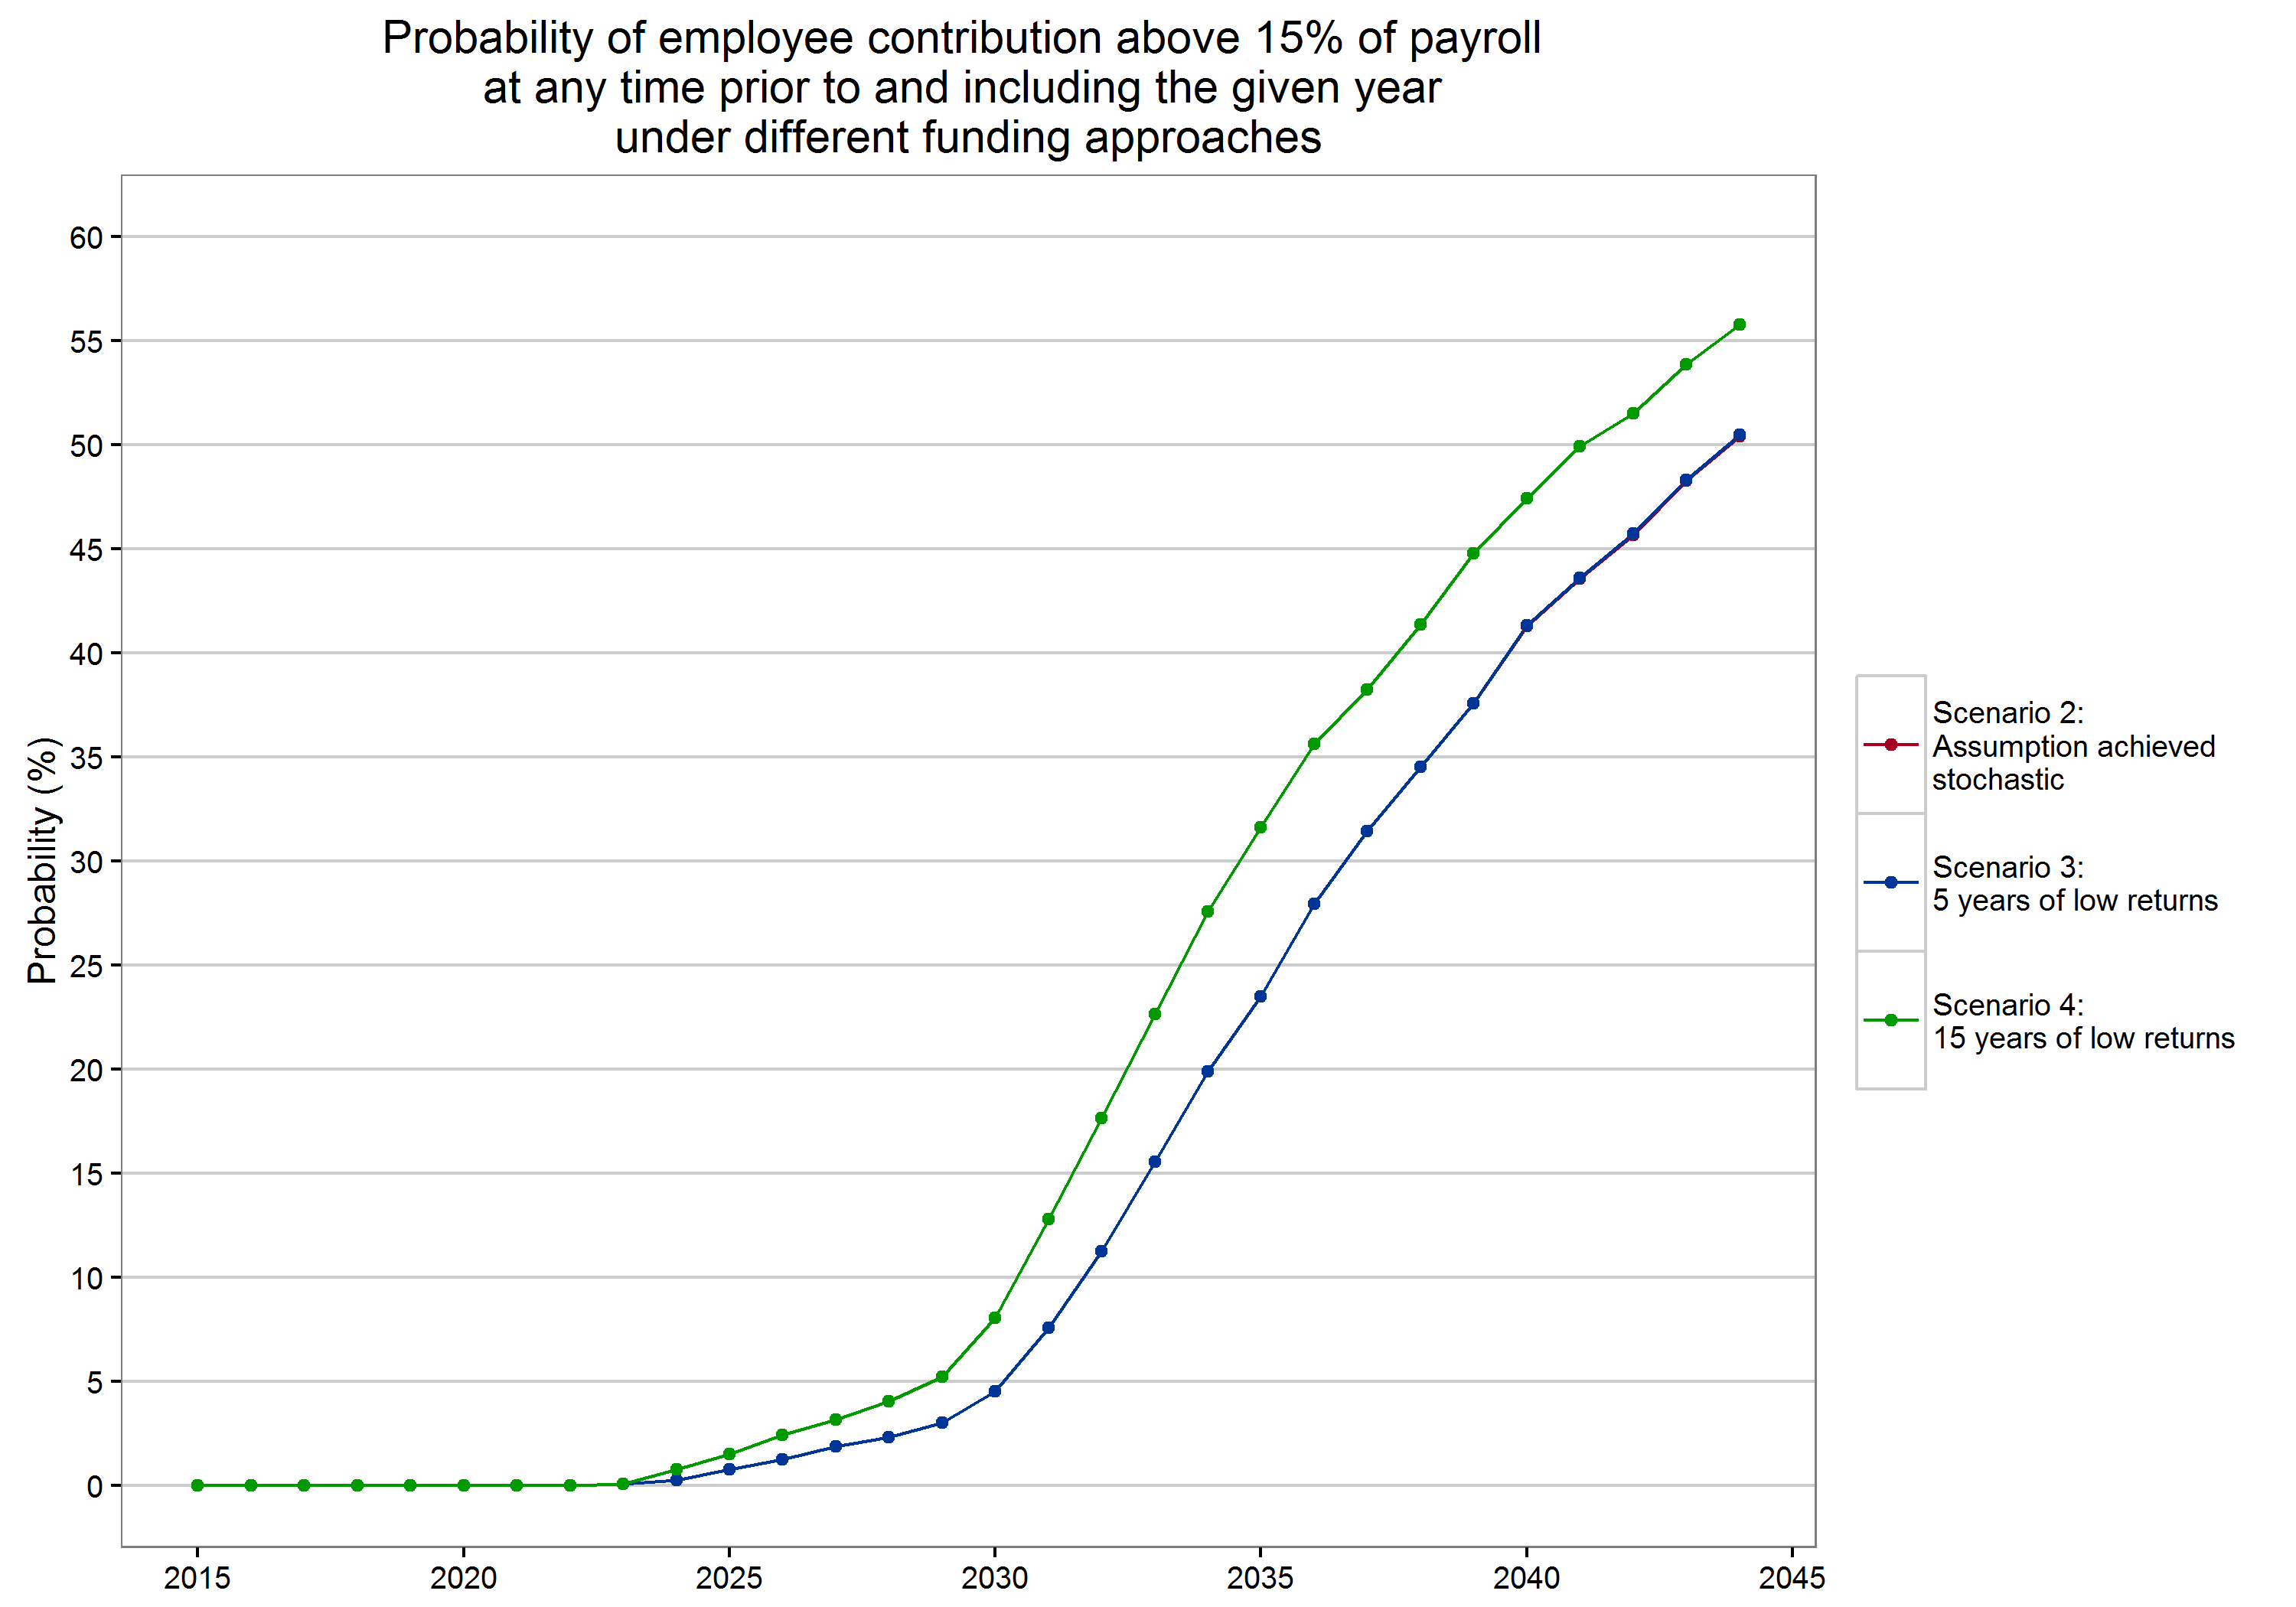 Probability of employee contribution above 15% of payroll
at any time prior to and including the given year
under different funding approaches
Probability (%)
60
55
50
45
40
35
30
25
20
15
10
5
0
2015 2020 2025 2030 2035 2040 2045
Scenario 2:
Assumption achieved
stochastic
Scenario 3:
5 years of low returns
Scenario 4:
15 years of low returns